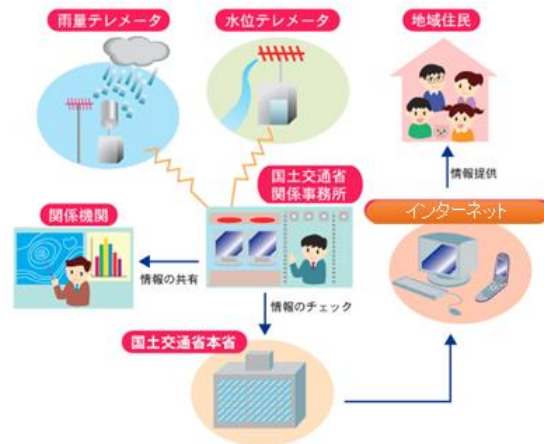 雨量テレメータ
水位テレメータ
地域住民
国土交通省
関係事務所
情報提供
関係機関
インターネット
情報の共有
情報のチェック
国土交通省本省